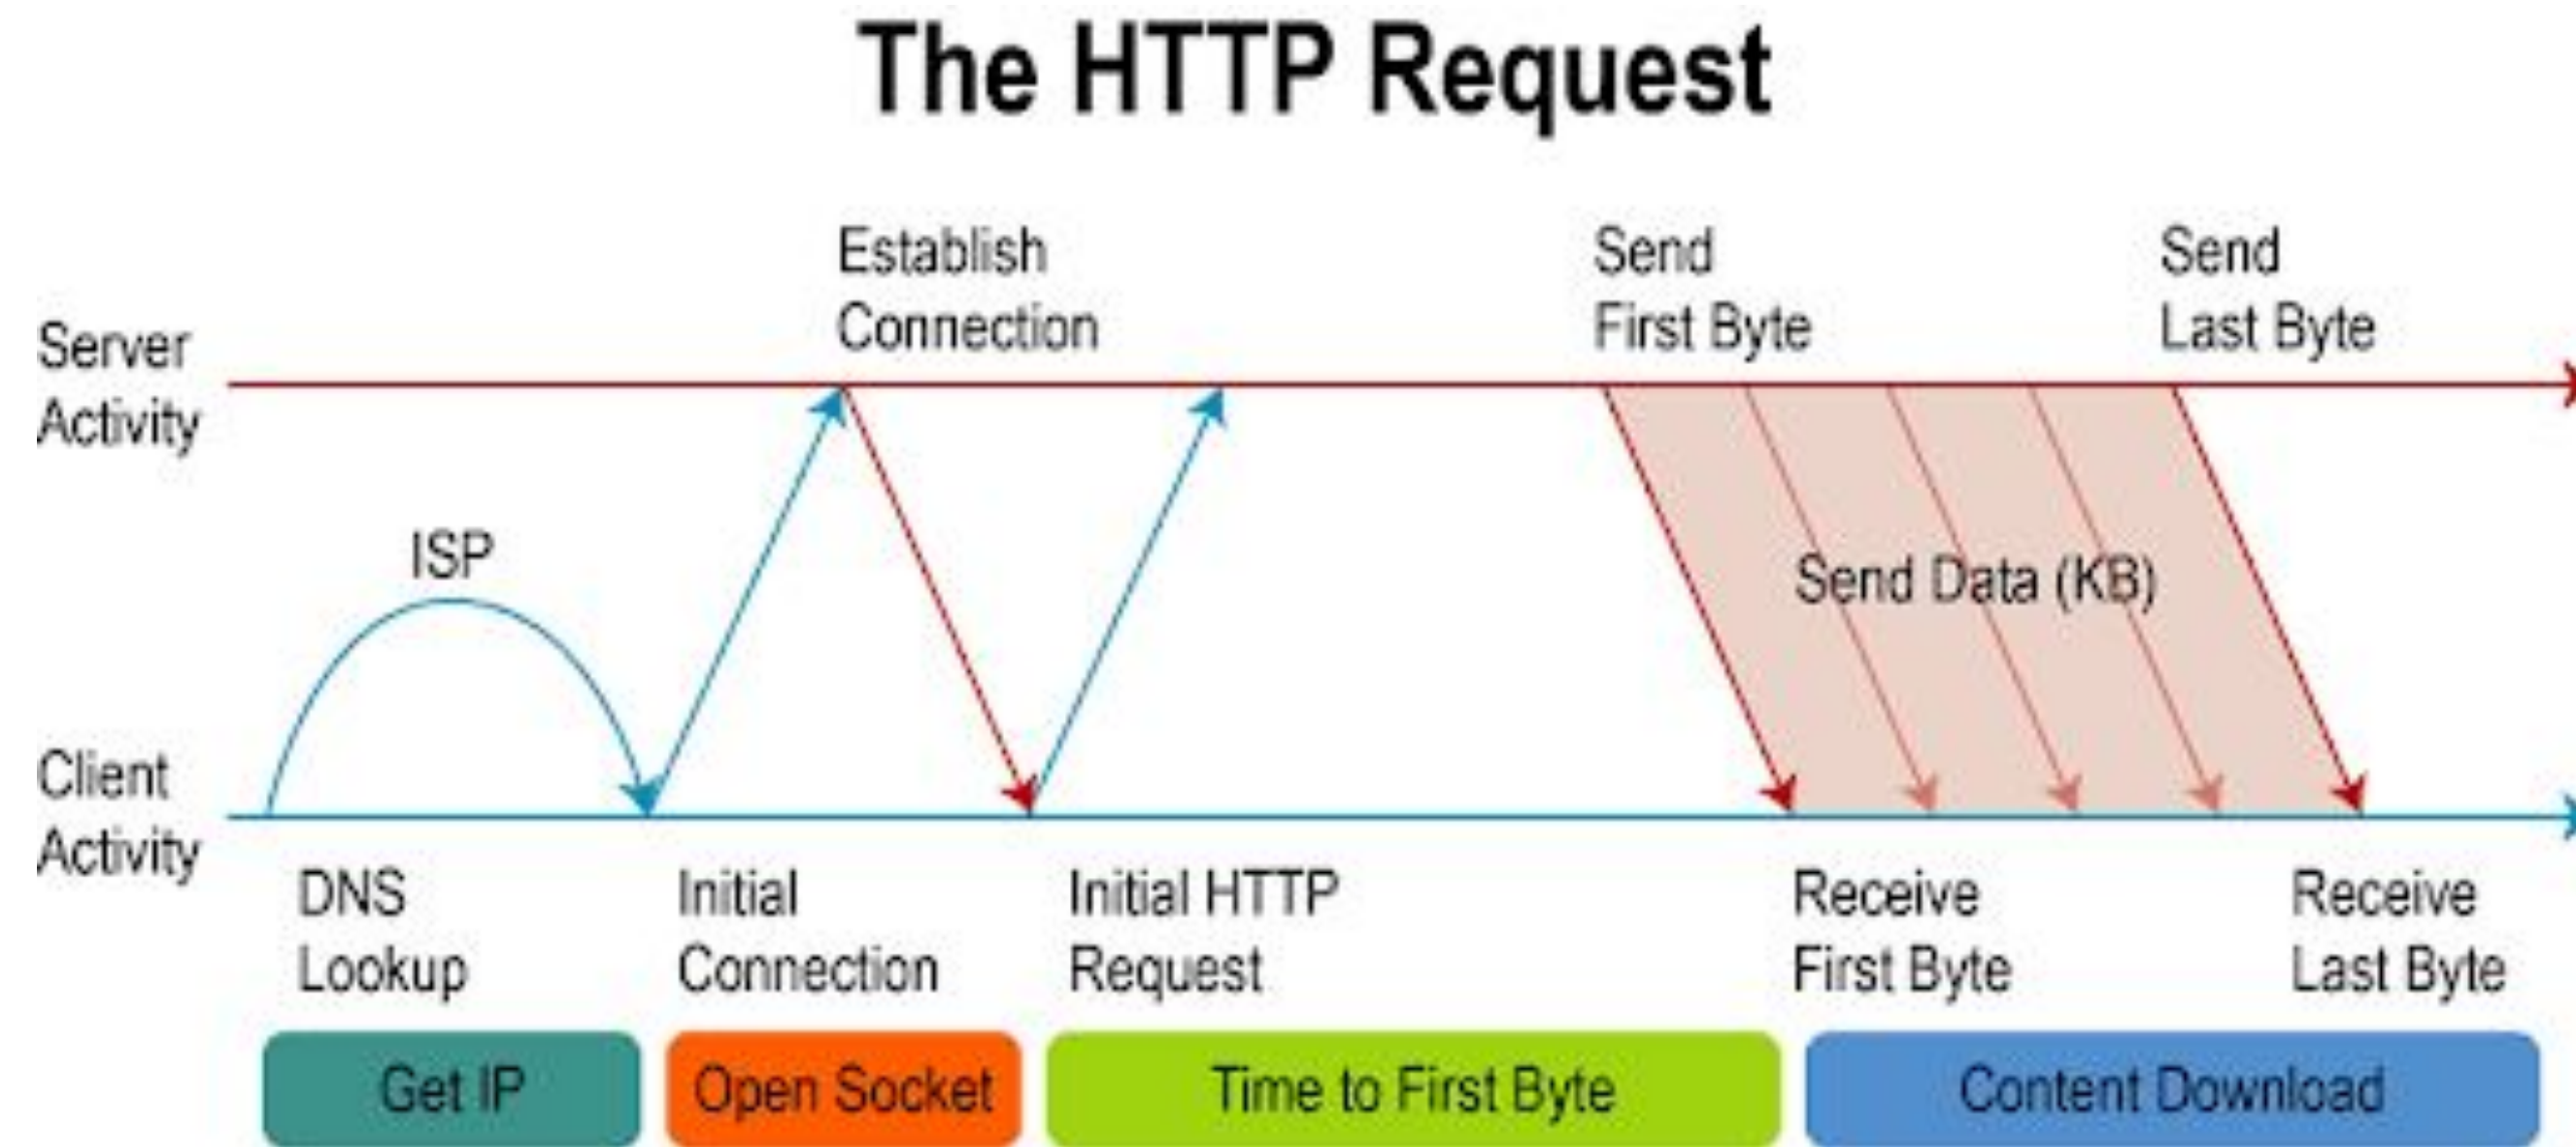 The HTTP Request
Establish
Connection
Send
First Byte
Send
Last Byte
Server
Activity
ISP
Send Data (KB)
Client
Activity
DNS
Lookup
Initial
Connection
Initial HTTP
Request
Receive
First Byte
Receive
Last Byte
Get IP
Open Socket
Time to First Byte
Content Download